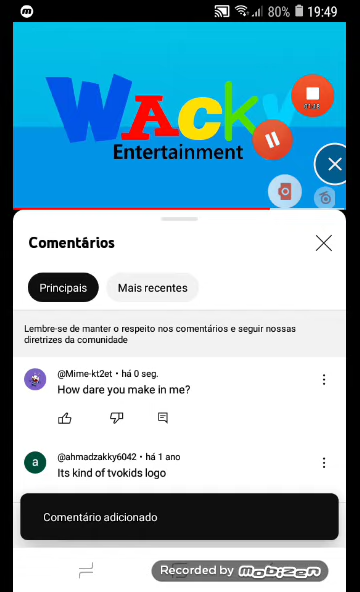 80% 19:49
Wacky
01:38
Entertainment
Comentários
Principais
Mais recentes
Lembre-se de manter o respeito nos comentários e seguir nossas
diretrizes da comunidade
@Mime-kt2et • há 0 seg.
How dare you make in me?
a
@ahmadzakky6042 • há 1 ano
Its kind of tvokids logo
Comentário adicionado
Recorded by mobizen